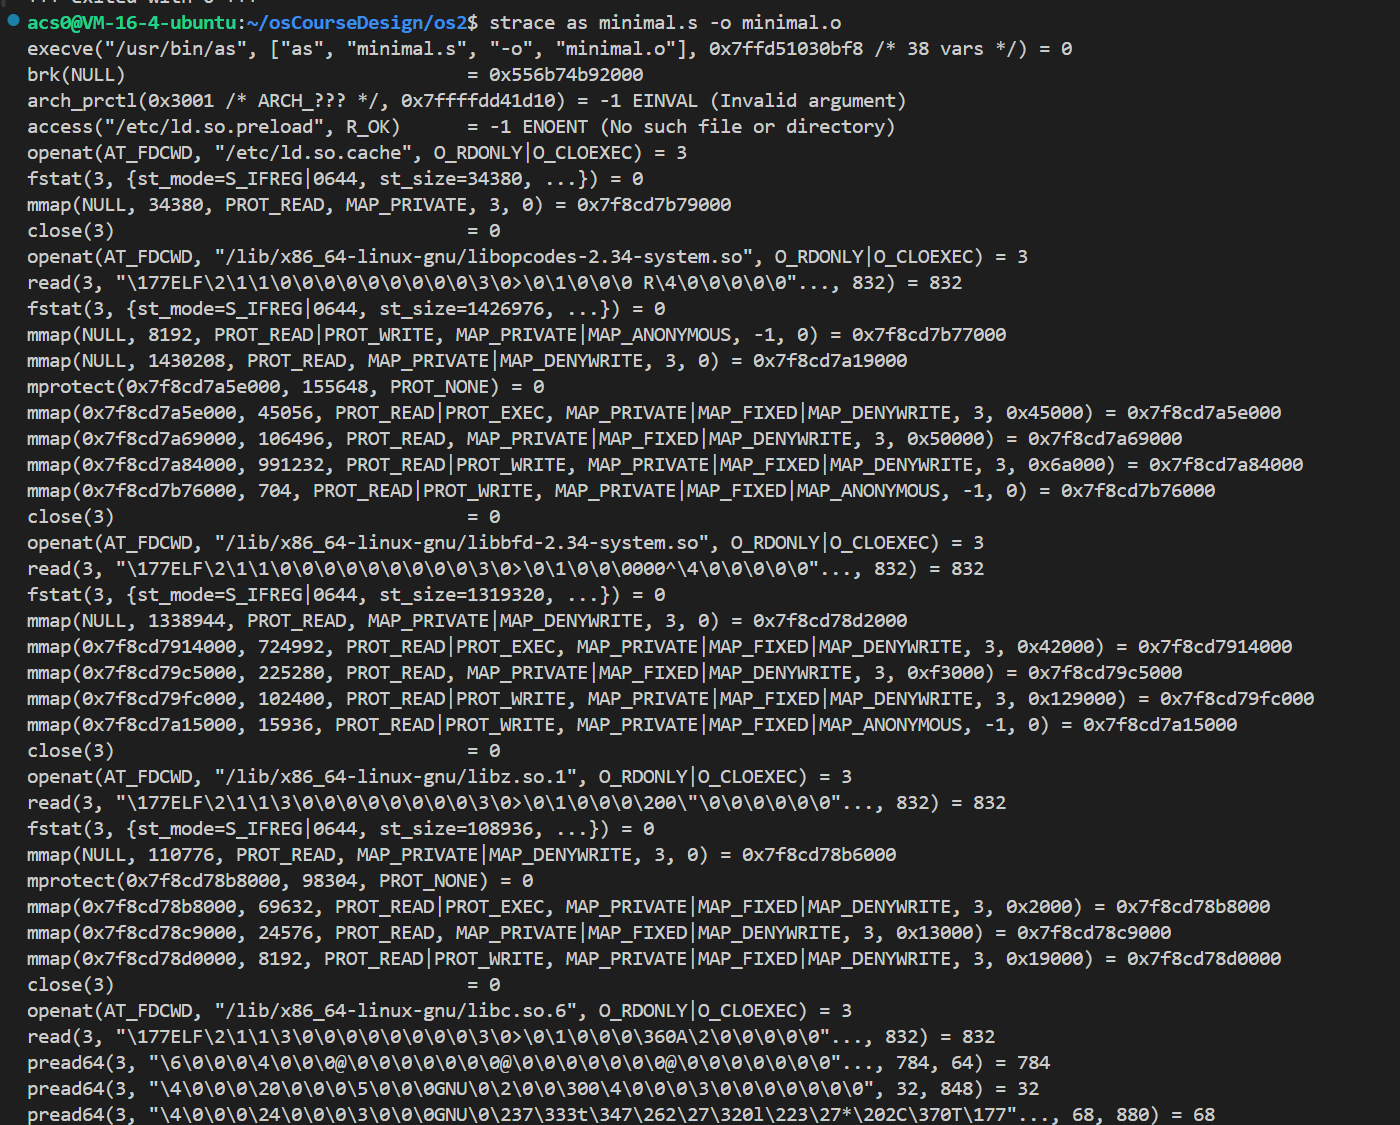 *** exited with 0 ***
acs0@VM-16-4-ubuntu:~/osCourseDesign/os2$ strace as minimal.s -o minimal.o
execve("/usr/bin/as", ["as", "minimal.s", "-o", "minimal.o"], 0x7ffd51030bf8 /* 38 vars */) = 0
brk(NULL)                               = 0x556b74b92000
arch_prctl(0x3001 /* ARCH_??? */, 0x7ffffdd41d10) = -1 EINVAL (Invalid argument)
access("/etc/ld.so.preload", R_OK)      = -1 ENOENT (No such file or directory)
openat(AT_FDCWD, "/etc/ld.so.cache", O_RDONLY|O_CLOEXEC) = 3
fstat(3, {st_mode=S_IFREG|0644, st_size=34380, ...}) = 0
mmap(NULL, 34380, PROT_READ, MAP_PRIVATE, 3, 0) = 0x7f8cd7b79000
close(3)                                = 0
openat(AT_FDCWD, "/lib/x86_64-linux-gnu/libopcodes-2.34-system.so", O_RDONLY|O_CLOEXEC) = 3
read(3, "\177ELF\2\1\1\0\0\0\0\0\0\0\0\0\3\0>\0\1\0\0\0 R\4\0\0\0\0\0"..., 832) = 832
fstat(3, {st_mode=S_IFREG|0644, st_size=1426976, ...}) = 0
mmap(NULL, 8192, PROT_READ|PROT_WRITE, MAP_PRIVATE|MAP_ANONYMOUS, -1, 0) = 0x7f8cd7b77000
mmap(NULL, 1430208, PROT_READ, MAP_PRIVATE|MAP_DENYWRITE, 3, 0) = 0x7f8cd7a19000
mprotect(0x7f8cd7a5e000, 155648, PROT_NONE) = 0
mmap(0x7f8cd7a5e000, 45056, PROT_READ|PROT_EXEC, MAP_PRIVATE|MAP_FIXED|MAP_DENYWRITE, 3, 0x45000) = 0x7f8cd7a5e000
mmap(0x7f8cd7a69000, 106496, PROT_READ, MAP_PRIVATE|MAP_FIXED|MAP_DENYWRITE, 3, 0x50000) = 0x7f8cd7a69000
mmap(0x7f8cd7a84000, 991232, PROT_READ|PROT_WRITE, MAP_PRIVATE|MAP_FIXED|MAP_DENYWRITE, 3, 0x6a000) = 0x7f8cd7a84000
mmap(0x7f8cd7b76000, 704, PROT_READ|PROT_WRITE, MAP_PRIVATE|MAP_FIXED|MAP_ANONYMOUS, -1, 0) = 0x7f8cd7b76000
close(3)                                = 0
openat(AT_FDCWD, "/lib/x86_64-linux-gnu/libbfd-2.34-system.so", O_RDONLY|O_CLOEXEC) = 3
read(3, "\177ELF\2\1\1\0\0\0\0\0\0\0\0\0\3\0>\0\1\0\0\0000^\4\0\0\0\0\0"..., 832) = 832
fstat(3, {st_mode=S_IFREG|0644, st_size=1319320, ...}) = 0
mmap(NULL, 1338944, PROT_READ, MAP_PRIVATE|MAP_DENYWRITE, 3, 0) = 0x7f8cd78d2000
mmap(0x7f8cd7914000, 724992, PROT_READ|PROT_EXEC, MAP_PRIVATE|MAP_FIXED|MAP_DENYWRITE, 3, 0x42000) = 0x7f8cd7914000
mmap(0x7f8cd79c5000, 225280, PROT_READ, MAP_PRIVATE|MAP_FIXED|MAP_DENYWRITE, 3, 0xf3000) = 0x7f8cd79c5000
mmap(0x7f8cd79fc000, 102400, PROT_READ|PROT_WRITE, MAP_PRIVATE|MAP_FIXED|MAP_DENYWRITE, 3, 0x129000) = 0x7f8cd79fc000
mmap(0x7f8cd7a15000, 15936, PROT_READ|PROT_WRITE, MAP_PRIVATE|MAP_FIXED|MAP_ANONYMOUS, -1, 0) = 0x7f8cd7a15000
close(3)                                = 0
openat(AT_FDCWD, "/lib/x86_64-linux-gnu/libz.so.1", O_RDONLY|O_CLOEXEC) = 3
read(3, "\177ELF\2\1\1\3\0\0\0\0\0\0\0\0\3\0>\0\1\0\0\0\200\"\0\0\0\0\0\0"..., 832) = 832
fstat(3, {st_mode=S_IFREG|0644, st_size=108936, ...}) = 0
mmap(NULL, 110776, PROT_READ, MAP_PRIVATE|MAP_DENYWRITE, 3, 0) = 0x7f8cd78b6000
mprotect(0x7f8cd78b8000, 98304, PROT_NONE) = 0
mmap(0x7f8cd78b8000, 69632, PROT_READ|PROT_EXEC, MAP_PRIVATE|MAP_FIXED|MAP_DENYWRITE, 3, 0x2000) = 0x7f8cd78b8000
mmap(0x7f8cd78c9000, 24576, PROT_READ, MAP_PRIVATE|MAP_FIXED|MAP_DENYWRITE, 3, 0x13000) = 0x7f8cd78c9000
mmap(0x7f8cd78d0000, 8192, PROT_READ|PROT_WRITE, MAP_PRIVATE|MAP_FIXED|MAP_DENYWRITE, 3, 0x19000) = 0x7f8cd78d0000
close(3)                                = 0
openat(AT_FDCWD, "/lib/x86_64-linux-gnu/libc.so.6", O_RDONLY|O_CLOEXEC) = 3
read(3, "\177ELF\2\1\1\3\0\0\0\0\0\0\0\0\3\0>\0\1\0\0\0\360A\2\0\0\0\0\0"..., 832) = 832
pread64(3, "\6\0\0\0\4\0\0\0@\0\0\0\0\0\0\0@\0\0\0\0\0\0\0@\0\0\0\0\0\0\0"..., 784, 64) = 784
pread64(3, "\4\0\0\0\20\0\0\0\5\0\0\0GNU\0\2\0\0\300\4\0\0\0\3\0\0\0\0\0\0\0", 32, 848) = 32
pread64(3, "\4\0\0\0\24\0\0\0\3\0\0\0GNU\0\237\333t\347\262\27\320l\223\27*\202C\370T\177"..., 68, 880) = 68